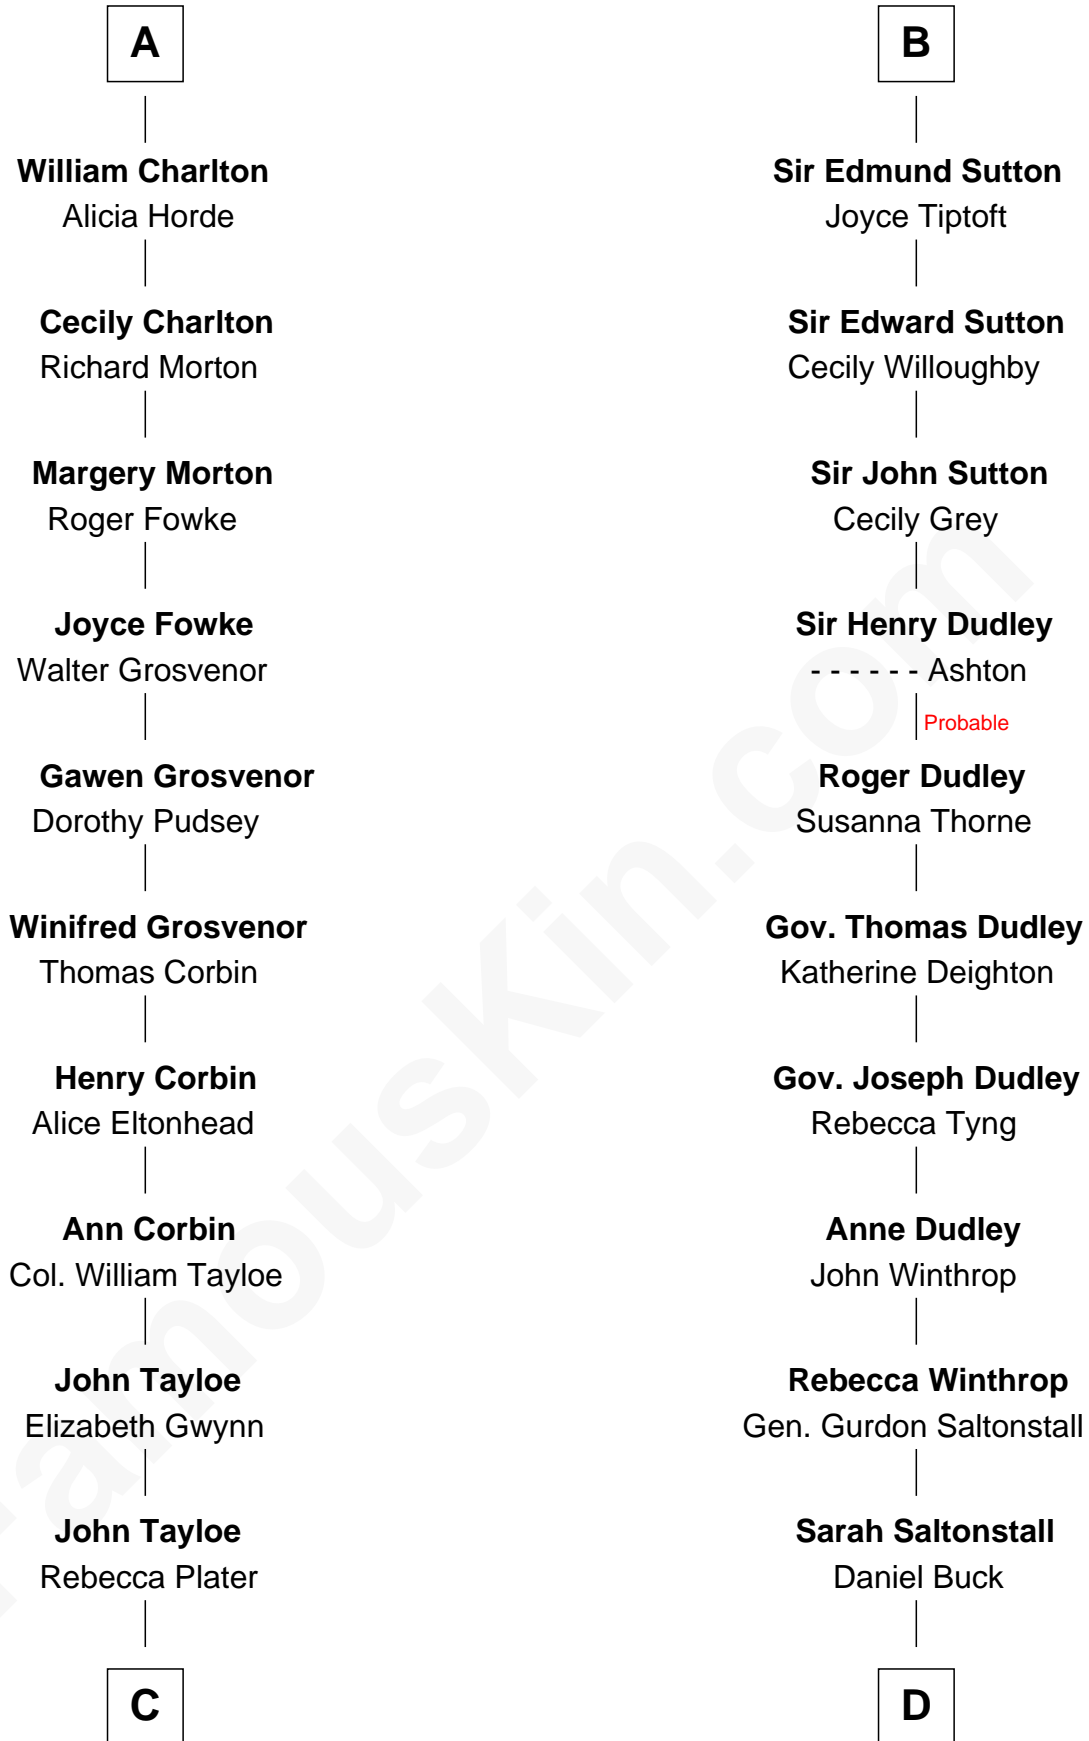 A
William Charlton
Alicia Horde
Cecily Charlton
Richard Morton
Margery Morton
Roger Fowke
Joyce Fowke
Walter Grosvenor
Gawen Grosvenor
Dorothy Pudsey
Winifred Grosvenor
Thomas Corbin
Henry Corbin
Alice Eltonhead
Ann Corbin
Col. William Tayloe
John Tayloe
Elizabeth Gwynn
John Tayloe
Rebecca Plater
C
B
Sir Edmund Sutton
Joyce Tiptoft
Sir Edward Sutton
Cecily Willoughby
Sir John Sutton
Cecily Grey
Sir Henry Dudley
- - - - - - Ashton
Probable
Roger Dudley
Susanna Thorne
Gov. Thomas Dudley
Katherine Deighton
Gov. Joseph Dudley
Rebecca Tyng
Anne Dudley
John Winthrop
Rebecca Winthrop
Gen. Gurdon Saltonstall
Sarah Saltonstall
Daniel Buck
D
FamousKin.com